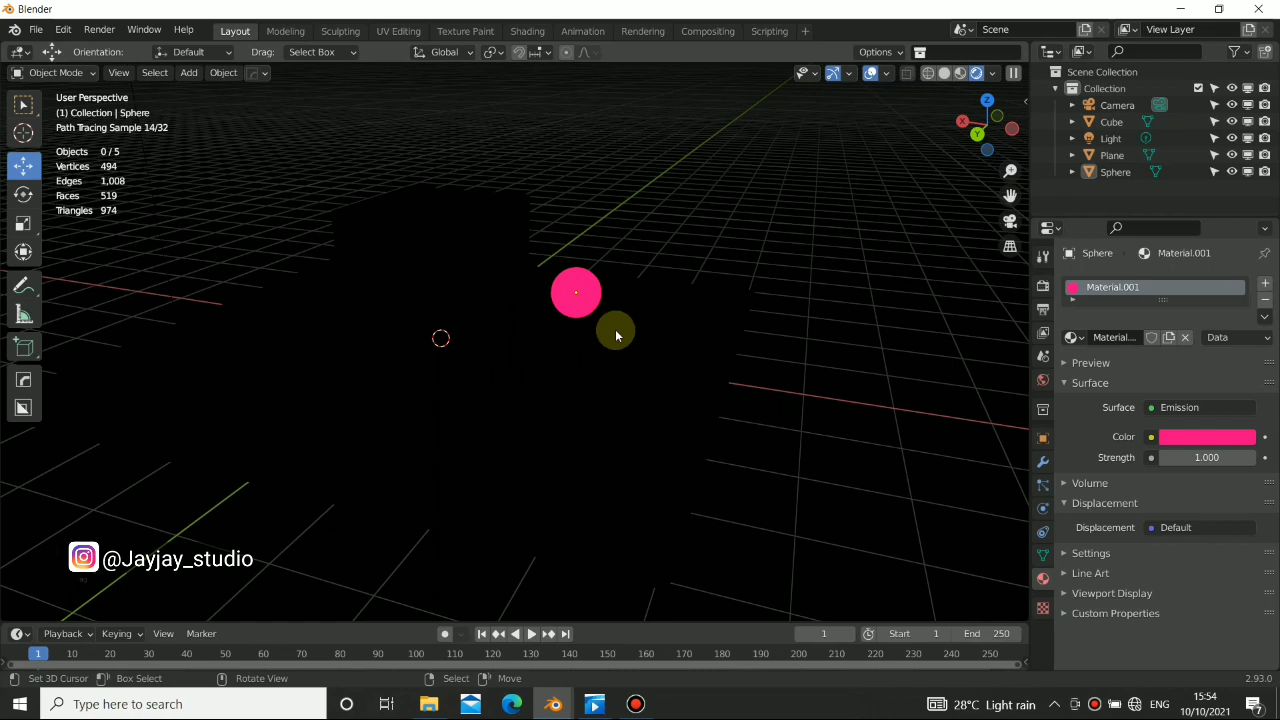 Blender
File Edit Render Window Help Layout Modeling Sculpting UV Editing Texture Paint Shading Animation Rendering Compositing Scripting + Scene View Layer
Orientation: Default Drag: Select Box Global Options
Object Mode View Select Add Object
User Perspective
(1) Collection | Sphere
Path Tracing Sample 14/32
Objects 0 / 5
Vertices 494
Edges 1,008
Faces 519
Triangles 974
Z
X
Y
@Jayjay_studio
Scene Collection
Collection
Camera
Cube
Light
Plane
Sphere
Sphere Material.001
Material.001
Material.... Data
Preview
Surface
Surface Emission
Color
Strength 1.000
Volume
Displacement
Displacement Default
Settings
Line Art
Viewport Display
Custom Properties
Playback Keying View Marker 1 Start 1 End 250
1 10 20 30 40 50 60 70 80 90 100 110 120 130 140 150 160 170 180 190 200 210 220 230 240 250
Set 3D Cursor Box Select Rotate View Select Move 2.93.0
Type here to search 28°C Light rain ENG 15:54
10/10/2021 7